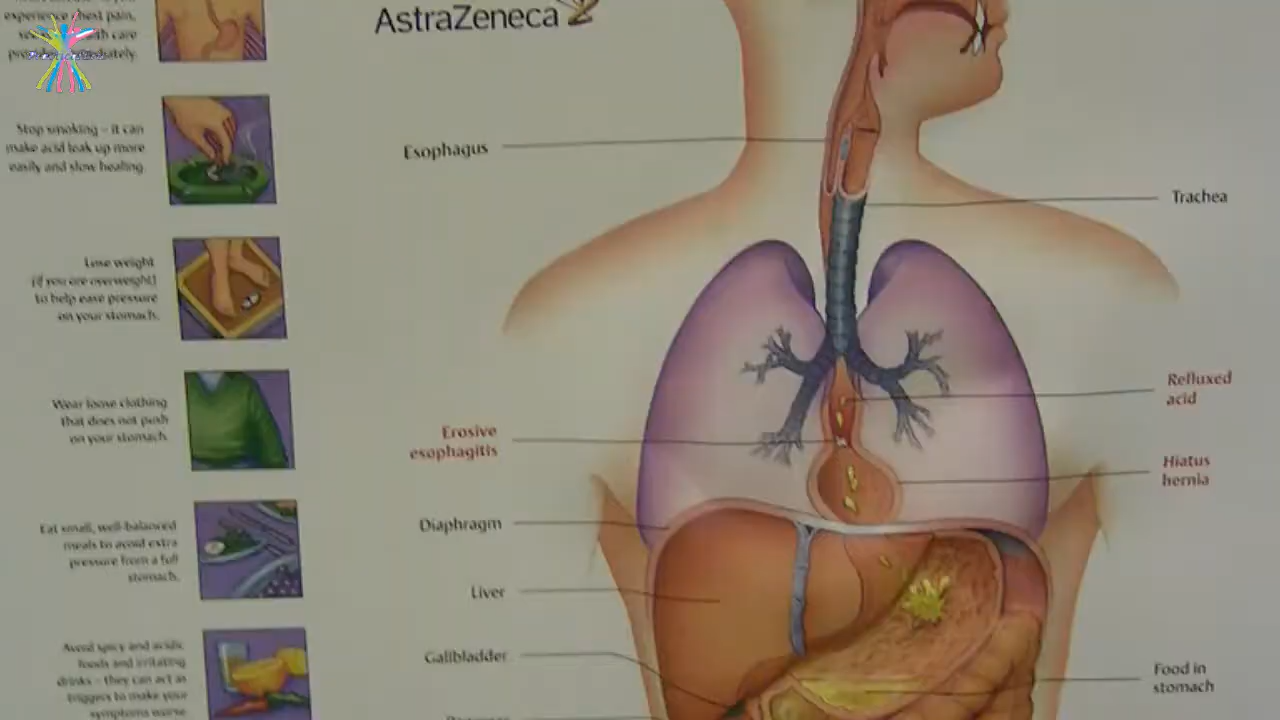 experience chest pain,
care
AstraZeneca
Stop smoking – it can
make acid leak up more
easily and slow healing.
Lose weight
(if you are overweight)
to help ease pressure
on your stomach.
Wear loose clothing
that does not push
on your stomach.
Eat small, well-balanced
meals to avoid extra
pressure from a full
stomach.
Avoid spicy and acidic
foods and irritating
drinks – they can act as
triggers to make your
symptoms worse
Esophagus
Trachea
Refluxed
acid
Erosive
esophagitis
Hiatus
hernia
Diaphragm
Liver
Gallbladder
Food in
stomach